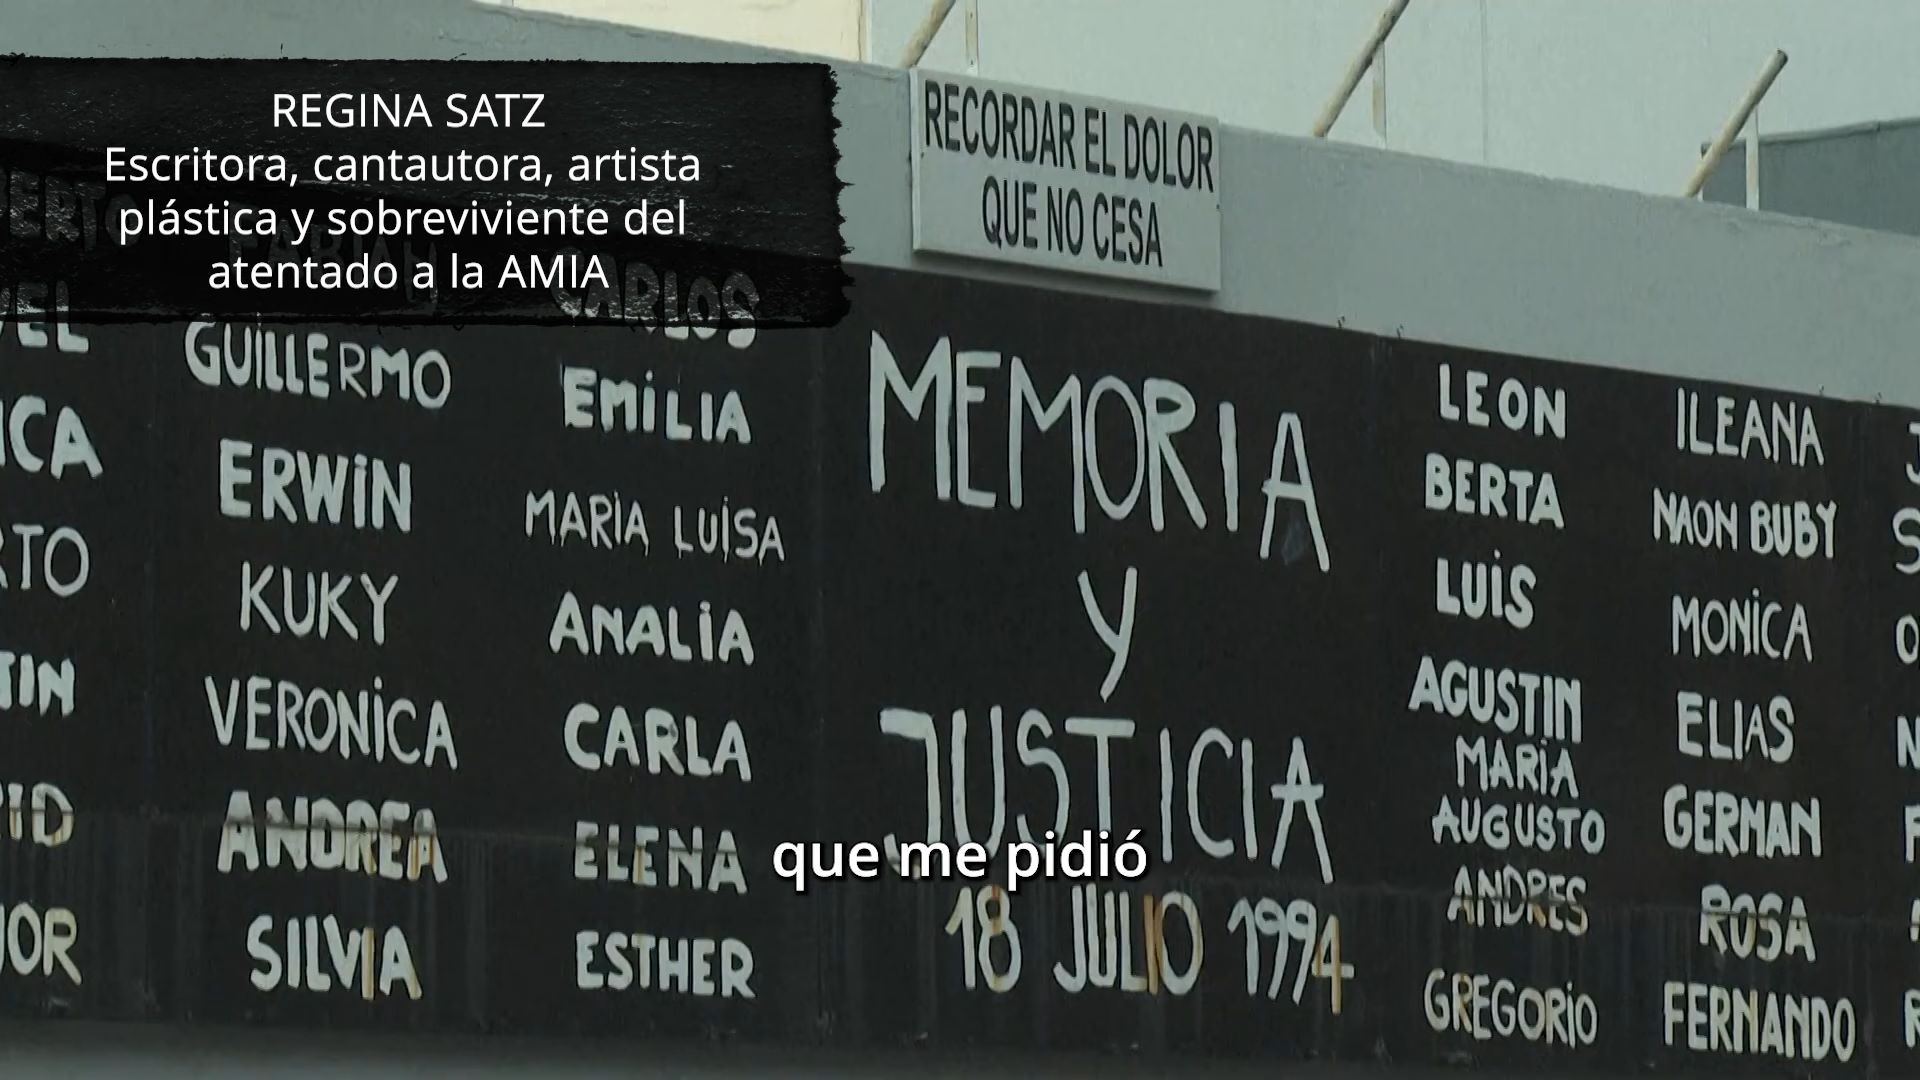 REGINA SATZ
Escritora, cantautora, artista
plástica y sobreviviente del
atentado a la AMIA
RECORDAR EL DOLOR
QUE NO CESA
CARLOS
GUILLERMO
EMILIA
ERWIN
MARIA LUISA
KUKY
ANALIA
VERONICA
CARLA
ANDREA
ELENA
SILVIA
ESTHER
MEMORIA
Y
JUSTICIA
18 JULIO 1994
LEON
BERTA
LUIS
AGUSTIN
MARIA
AUGUSTO
ANDRES
GREGORIO
ILEANA
NAON BUBY
MONICA
ELIAS
GERMAN
ROSA
FERNANDO
que me pidió